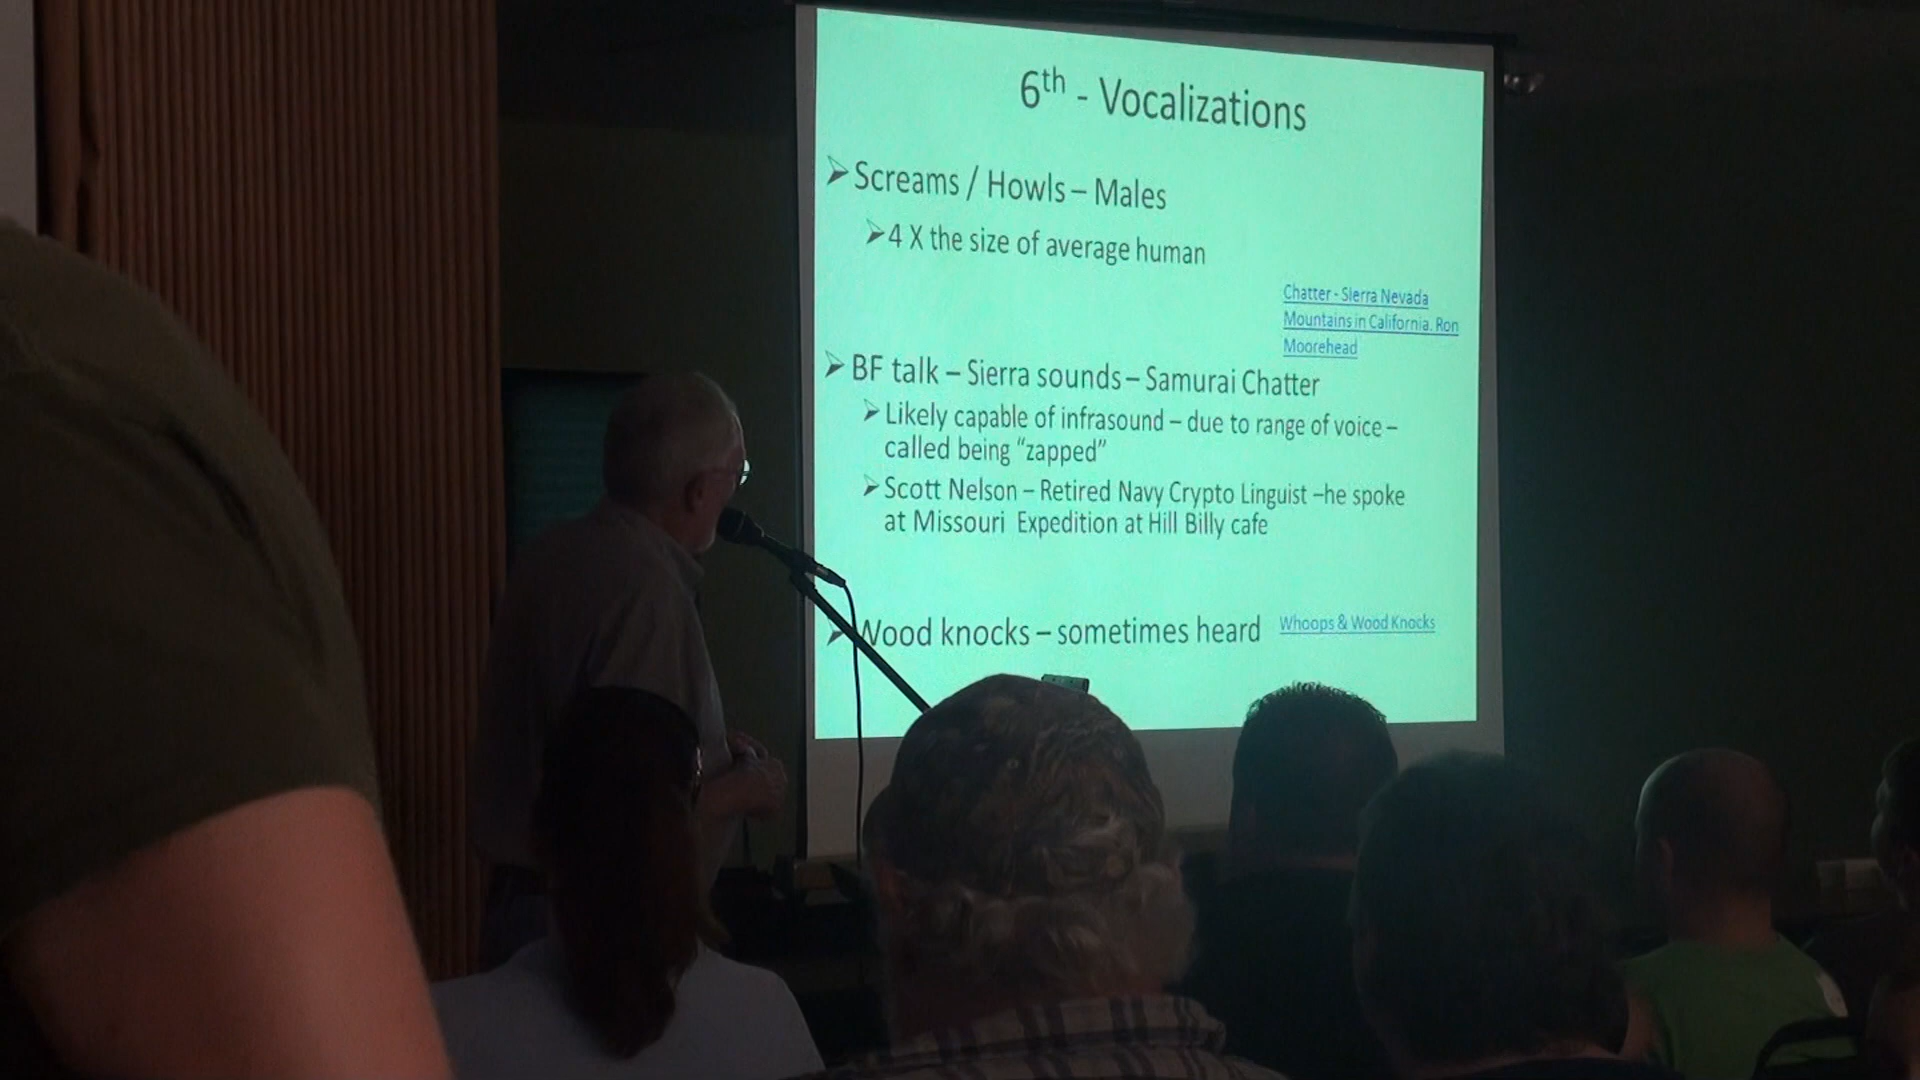 6th - Vocalizations
➢Screams / Howls – Males
➢4 X the size of average human
Chatter - Sierra Nevada
Mountains in California. Ron
Moorehead
➢BF talk – Sierra sounds – Samurai Chatter
➢Likely capable of infrasound – due to range of voice –
called being “zapped”
➢Scott Nelson – Retired Navy Crypto Linguist –he spoke
at Missouri Expedition at Hill Billy cafe
➢Wood knocks – sometimes heard
Whoops & Wood Knocks